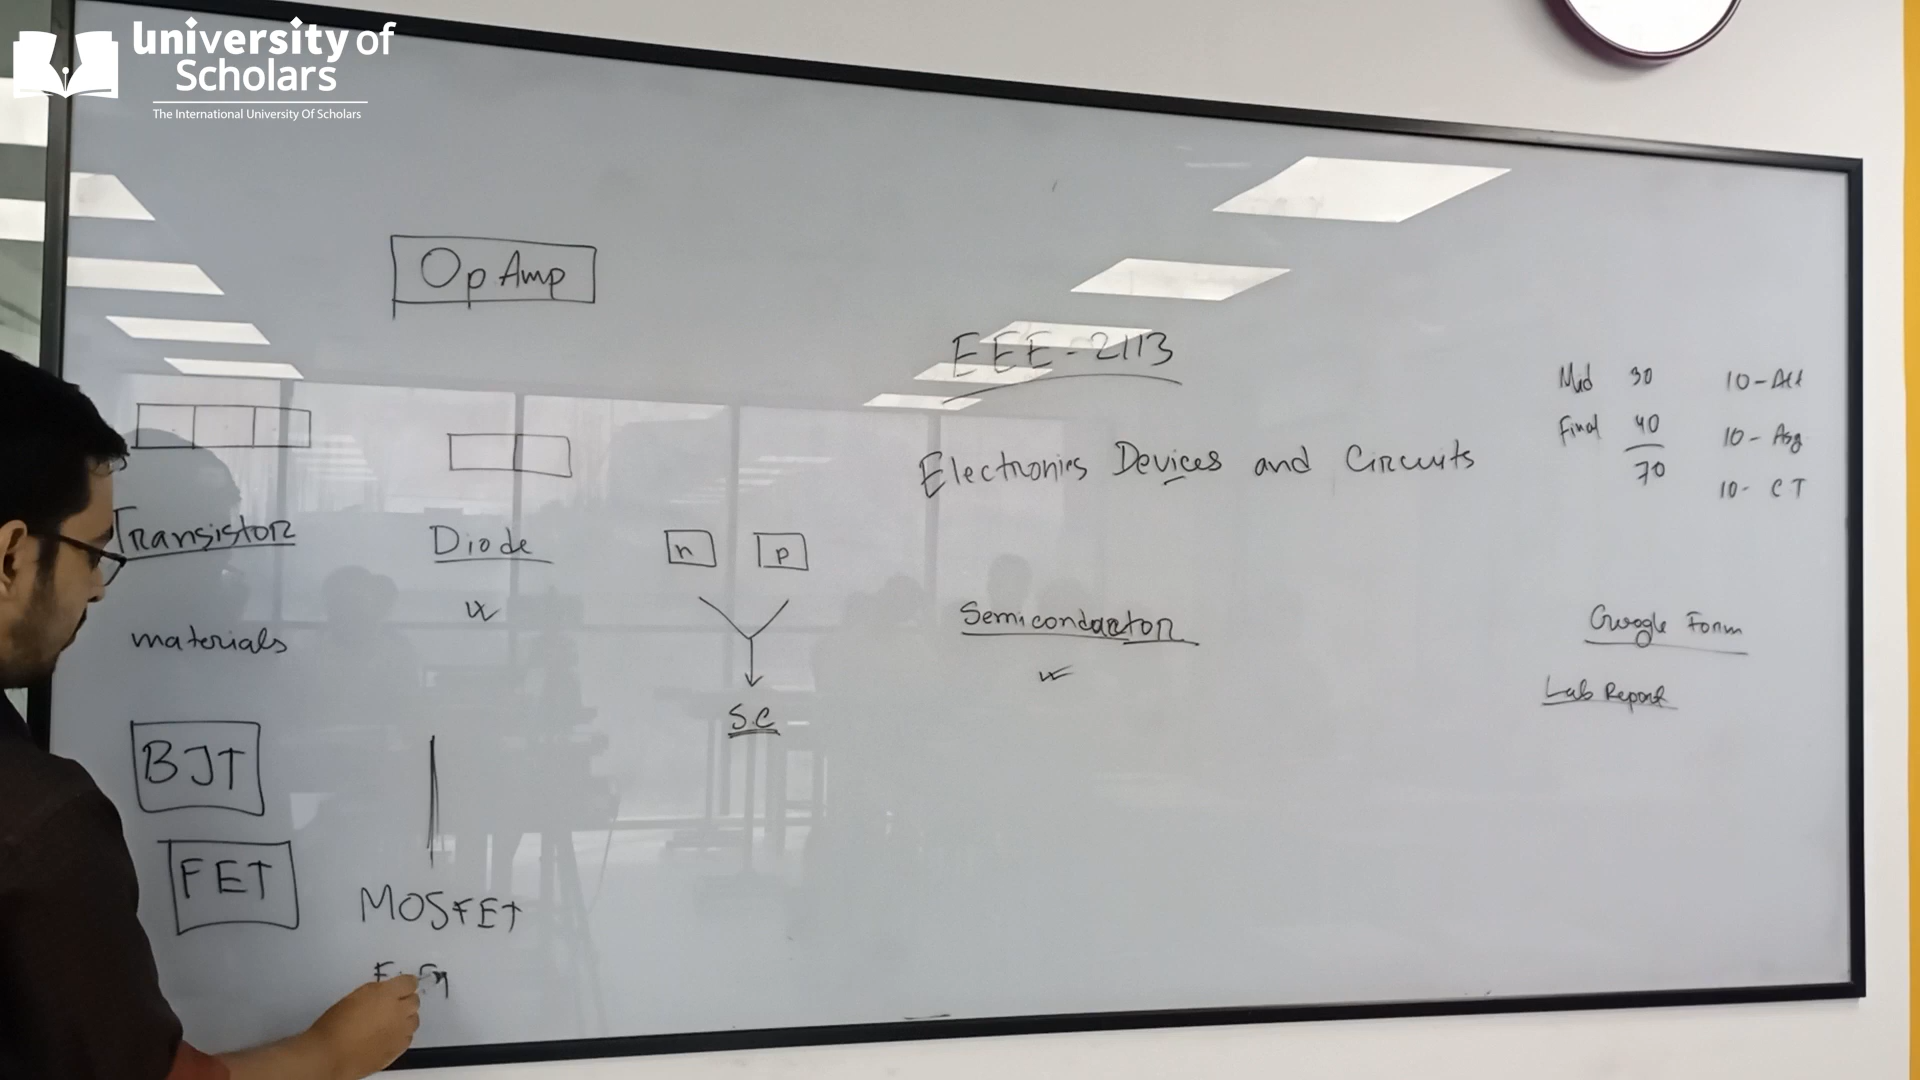 University of
Scholars
The International University Of Scholars
Op Amp
EEE-2113
Electronics Devices and Circuits
Mid 30
Final 40
70
10-Att
10- Asg
10- CT
Transistor
Diode
n p
materials
S.C
Semiconductor
Google Form
Lab Report
BJT
FET
MOSFET